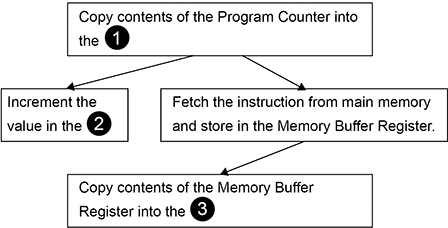 Copy contents of the Program Counter into
the 1
Increment the
value in the 2
Fetch the instruction from main memory
and store in the Memory Buffer Register.
Copy contents of the Memory Buffer
Register into the 3